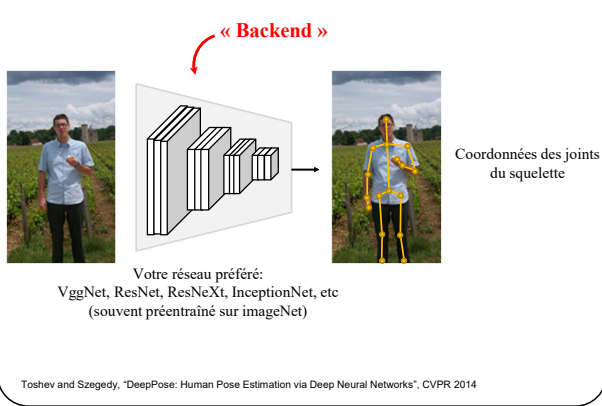 « Backend »
Coordonnées des joints
du squelette
Votre réseau préféré:
VggNet, ResNet, ResNeXt, InceptionNet, etc
(souvent préentraîné sur imageNet)
Toshev and Szegedy, “DeepPose: Human Pose Estimation via Deep Neural Networks”, CVPR 2014